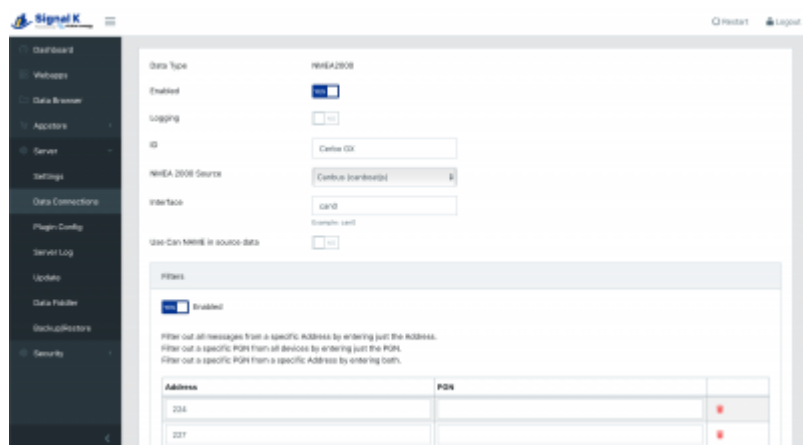 Signal K
Restart
Logout
Dashboard
Webapps
Data Browser
Appstore
Server
Settings
Data Connections
Plugin Config
Server Log
Update
Data Fiddler
Backup/Restore
Security
Data Type NMEA2000
Enabled YES
Logging NO
ID Cerbo GX
NMEA 2000 Source Canbus (canboatjs)
Interface can0
Example: can0
Use Can NAME in source data NO
Filters
YES Enabled
Filter out all messages from a specific Address by entering just the Address.
Filter out a specific PGN from all devices by entering just the PGN.
Filter out a specific PGN from a specific Address by entering both.
Address PGN
224
227